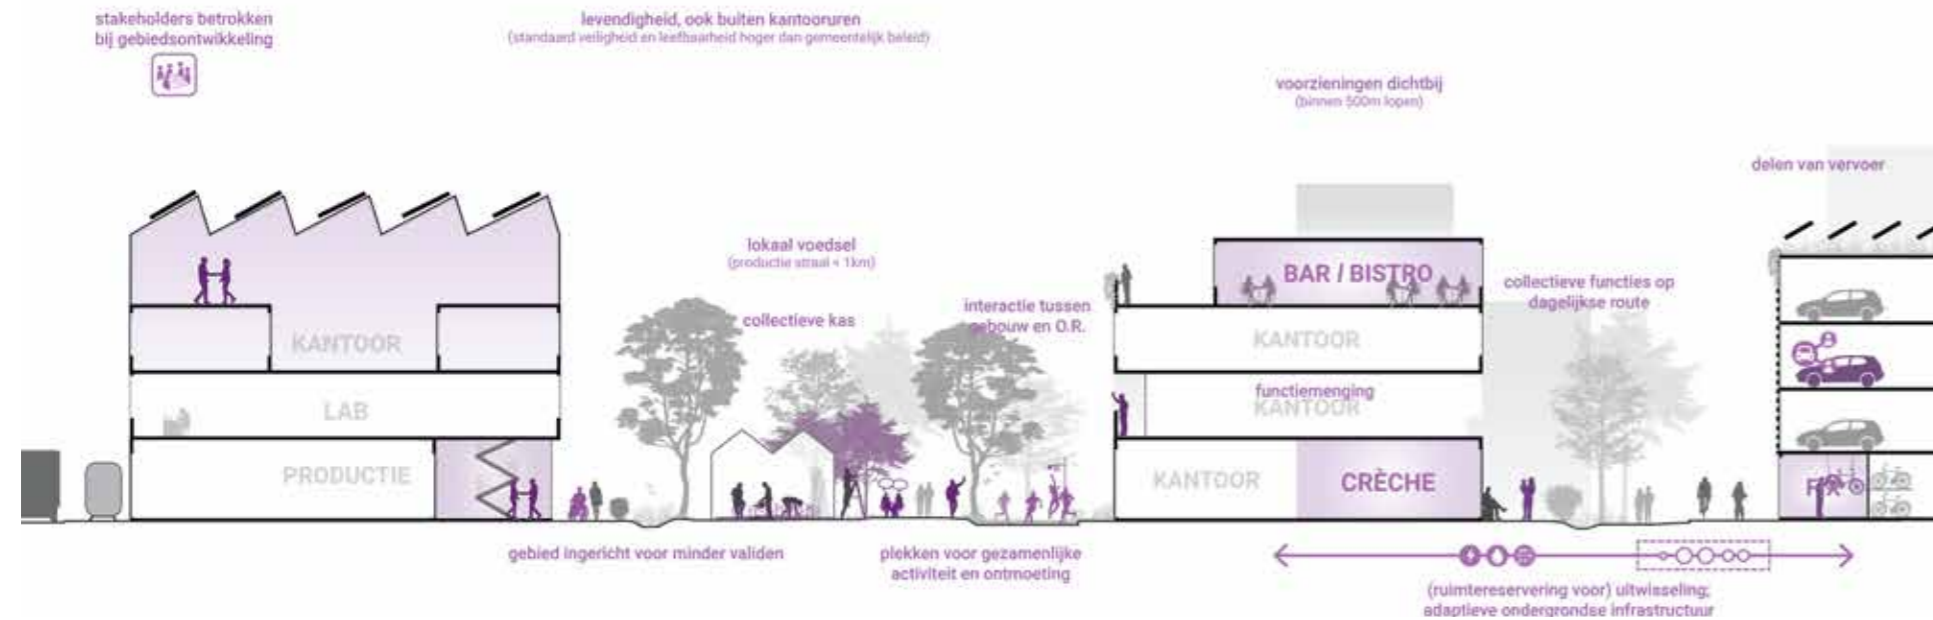 stakeholders betrokken
bij gebiedsontwikkeling
levendigheid, ook buiten kantooruren
(standaard veiligheid en leefbaarheid hoger dan gemeentelijk beleid)
voorzieningen dichtbij
(binnen 500m lopen)
delen van vervoer
lokaal voedsel
(productie straal < 1km)
collectieve kas
interactie tussen
gebouw en O.R.
BAR / BISTRO
collectieve functies op
dagelijkse route
KANTOOR
KANTOOR
LAB
functiemenging
KANTOOR
PRODUCTIE
KANTOOR
CRÈCHE
gebied ingericht voor minder validen
plekken voor gezamenlijke
activiteit en ontmoeting
(ruimtereservering voor) uitwisseling;
adaptieve ondergrondse infrastructuur